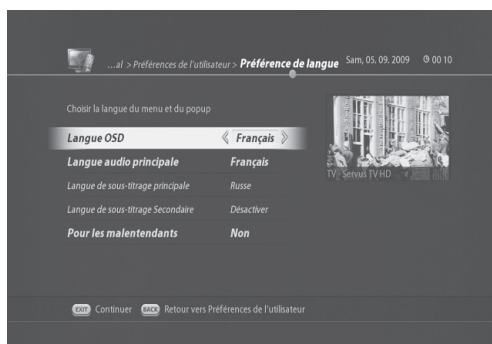 ...al > Préférences de l'utilisateur > Préférence de langue Sam, 05. 09. 2009 00 10
Choisir la langue du menu et du popup
Langue OSD Français
Langue audio principale Français
Langue de sous-titrage principale Russe
Langue de sous-titrage Secondaire Désactiver
Pour les malentendants Non
TV - Servus TV HD
EXIT Continuer BACK Retour vers Préférences de l'utilisateur